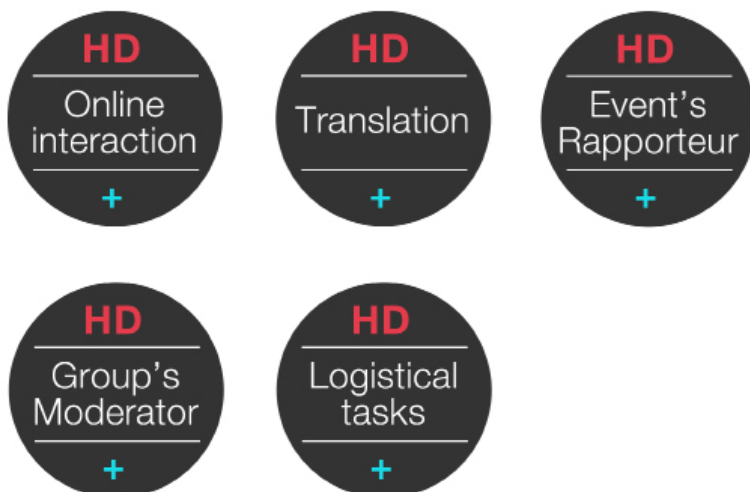 HD
Online
interaction
+
HD
Translation
+
HD
Event's
Rapporteur
+
HD
Group's
Moderator
+
HD
Logistical
tasks
+